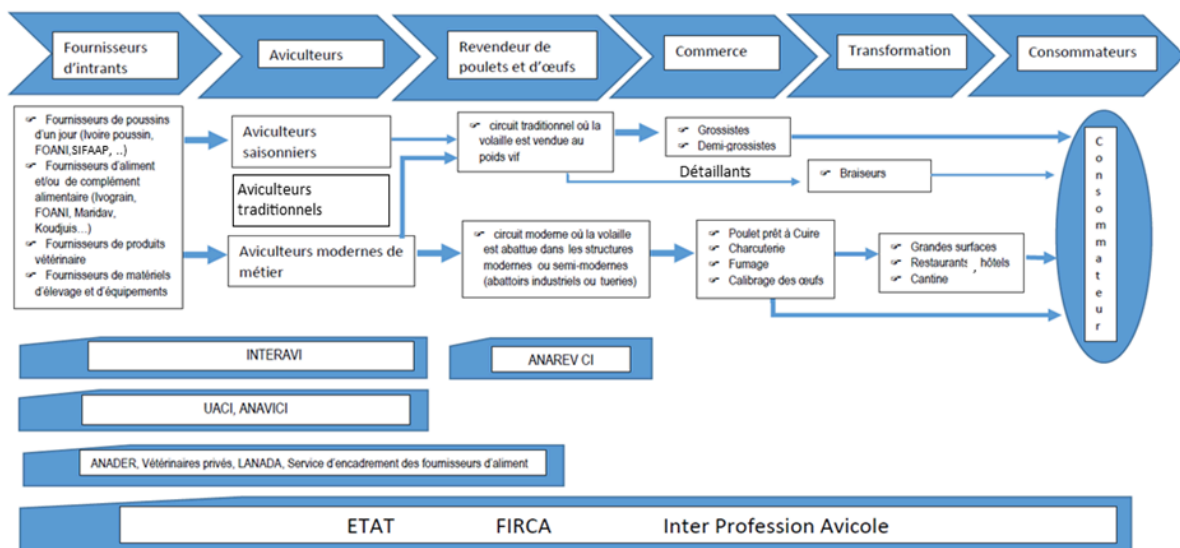 Fournisseurs
d'intrants
Aviculteurs
Revendeur de
poulets et d'œufs
Commerce
Transformation
Consommateurs
Fournisseurs de poussins
d'un jour (Ivoire poussin,
FOANI,SIFAAP, ..)
Fournisseurs d'aliment
et/ou de complément
alimentaire (Ivograin,
FOANI, Maridav,
Koudjuis...)
Fournisseurs de produits
vétérinaire
Fournisseurs de matériels
d'élevage et d'équipements
Aviculteurs
saisonniers
Aviculteurs
traditionnels
Aviculteurs modernes de
métier
circuit traditionnel où la
volaille est vendue au
poids vif
circuit moderne où la volaille
est abattue dans les structures
modernes ou semi-modernes
(abattoirs industriels ou tueries)
Grossistes
Demi-grossistes
Détaillants
Braiseurs
Poulet prêt à Cuire
Charcuterie
Fumage
Calibrage des œufs
Grandes surfaces
Restaurants , hôtels
Cantine
Consommateur
INTERAVI
ANAREV CI
UACI, ANAVICI
ANADER, Vétérinaires privés, LANADA, Service d'encadrement des fournisseurs d'aliment
ETAT FIRCA Inter Profession Avicole